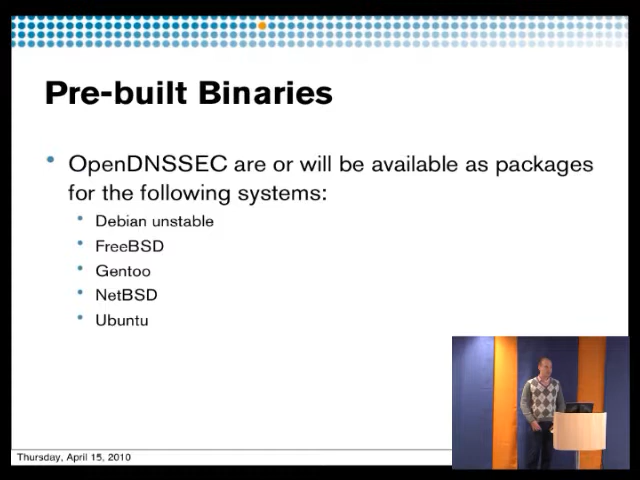 Pre-built Binaries
• OpenDNSSEC are or will be available as packages
for the following systems:
• Debian unstable
• FreeBSD
• Gentoo
• NetBSD
• Ubuntu
Thursday, April 15, 2010